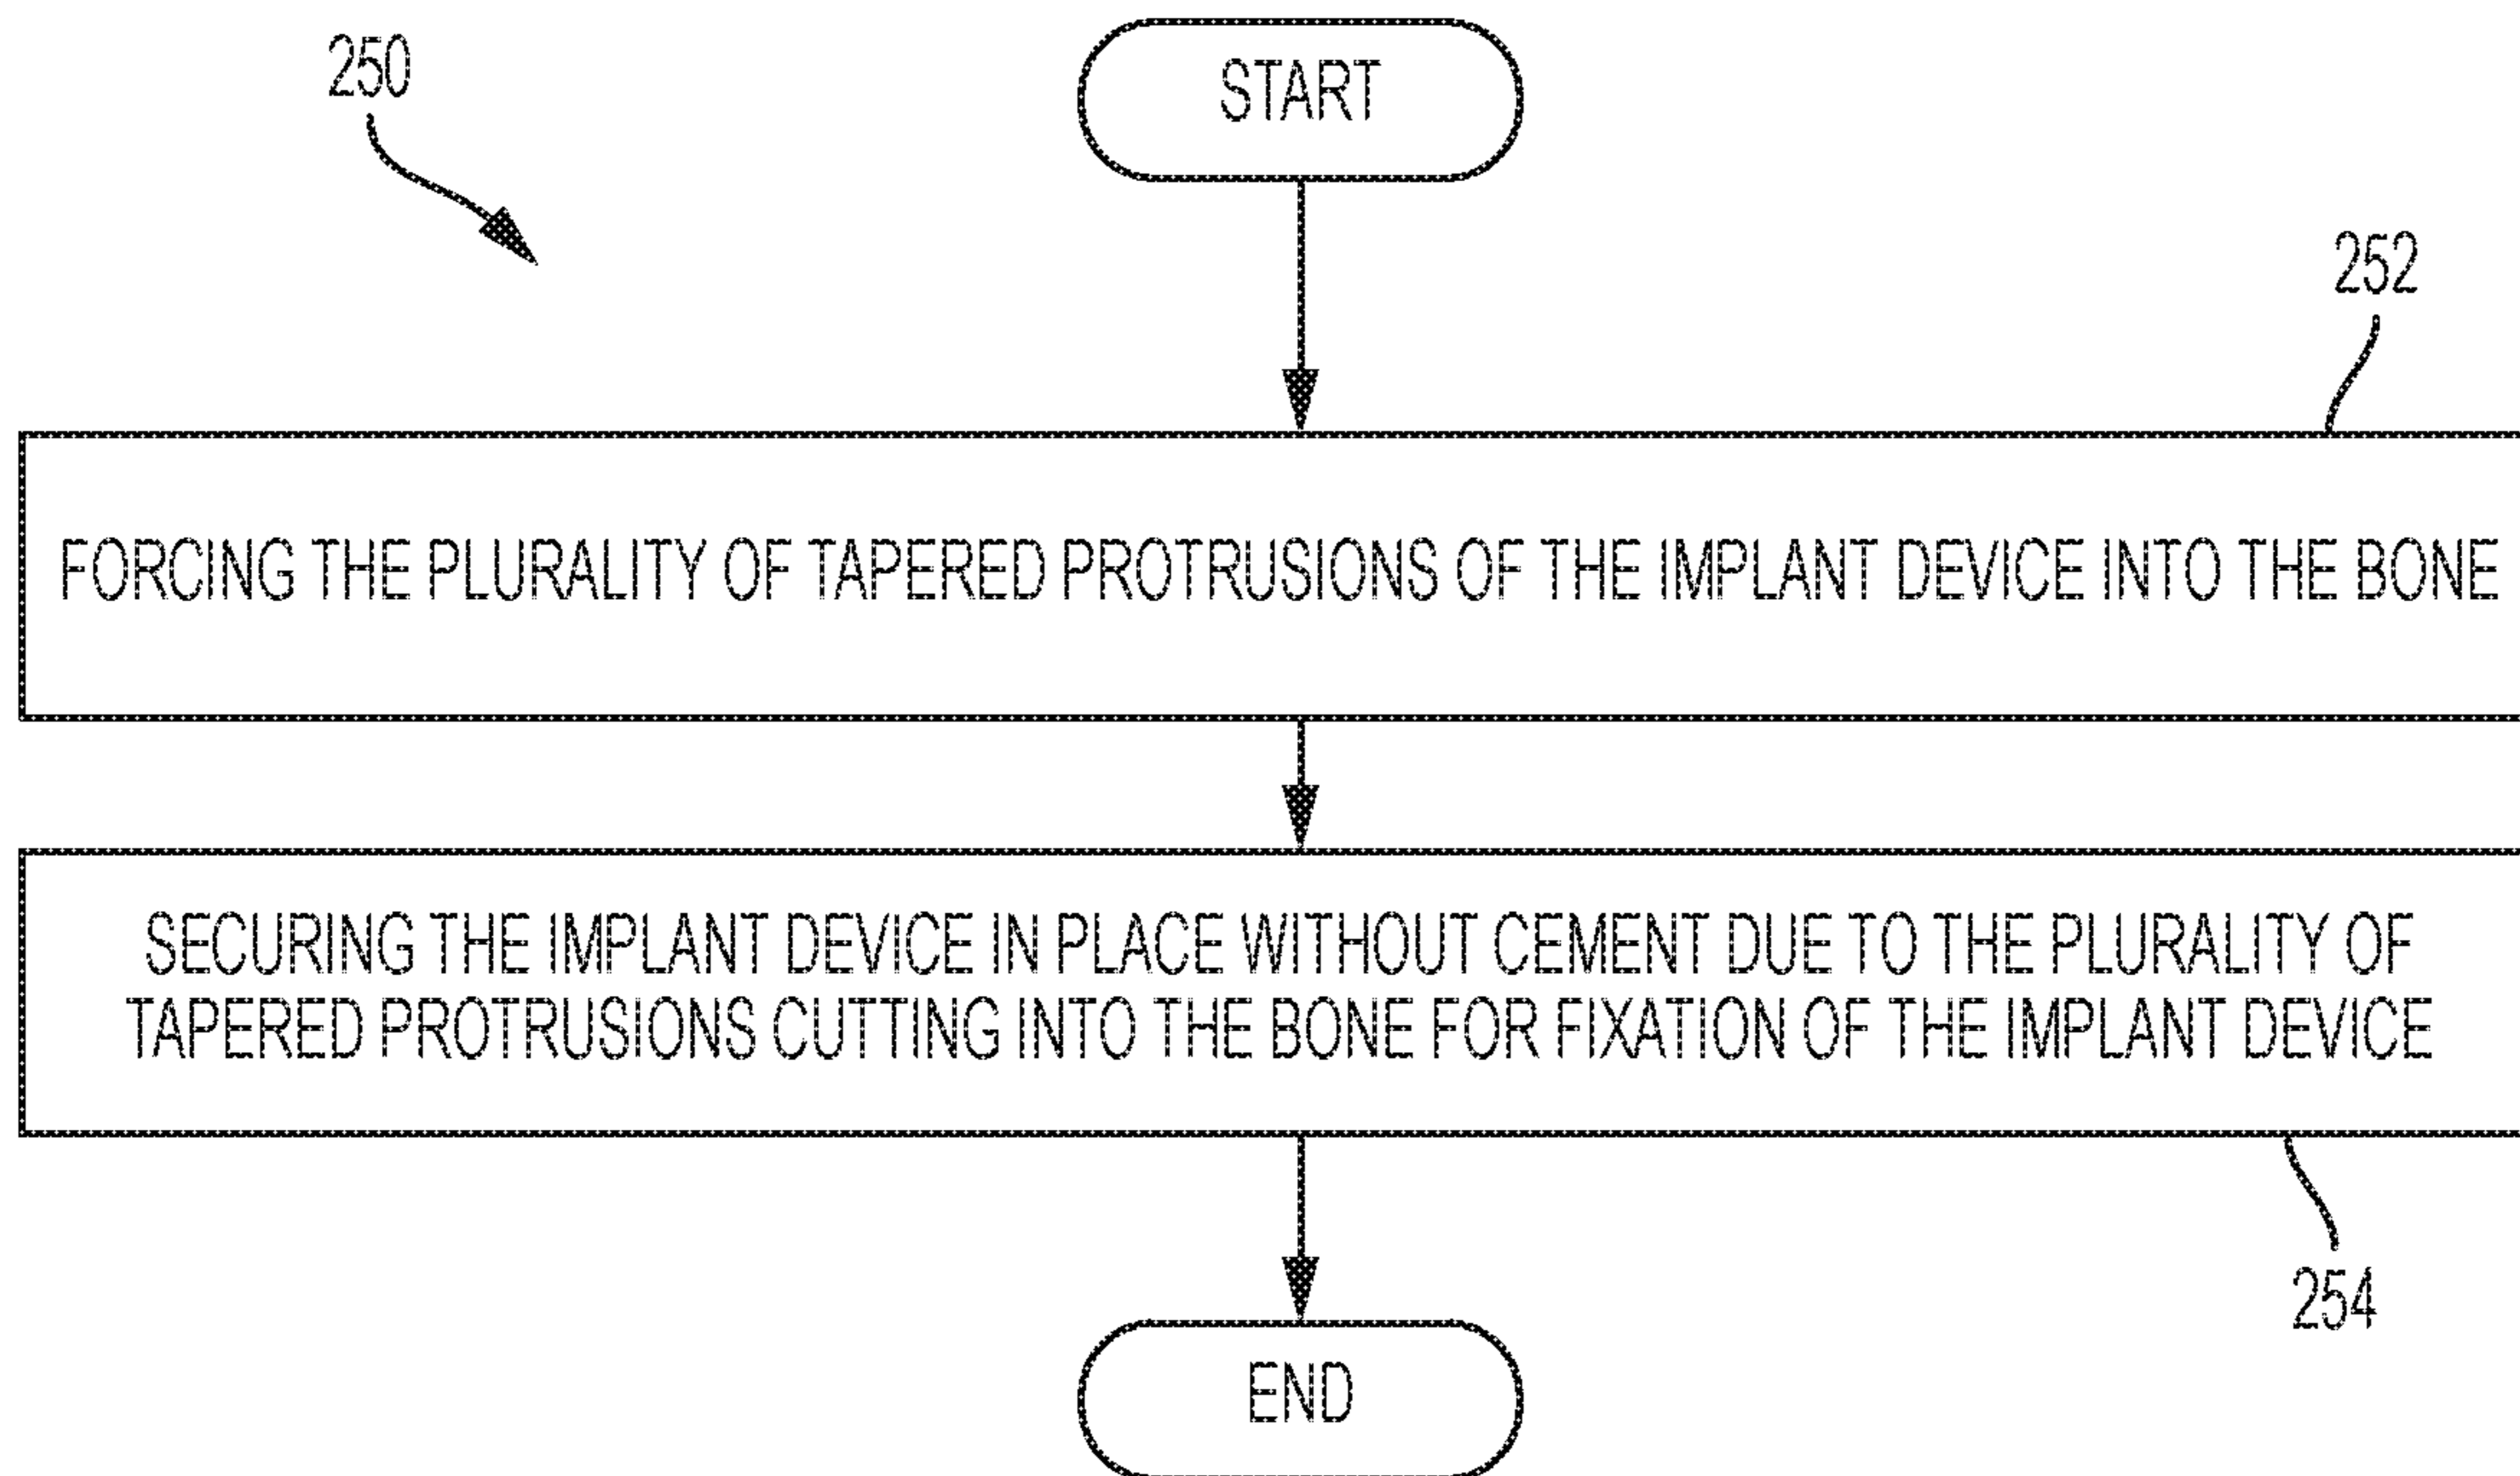 250
START
252
FORCING THE PLURALITY OF TAPERED PROTRUSIONS OF THE IMPLANT DEVICE INTO THE BONE
SECURING THE IMPLANT DEVICE IN PLACE WITHOUT CEMENT DUE TO THE PLURALITY OF
TAPERED PROTRUSIONS CUTTING INTO THE BONE FOR FIXATION OF THE IMPLANT DEVICE
254
END